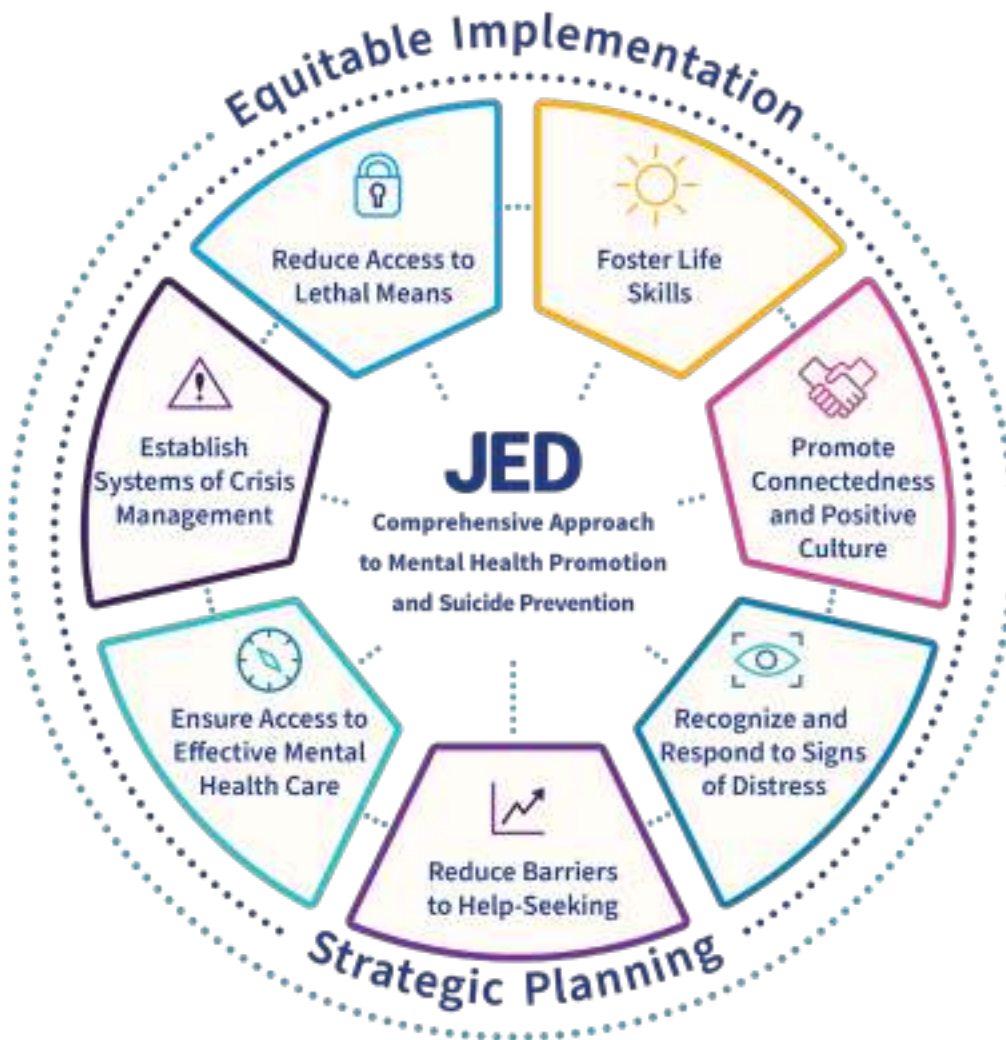 Equitable Implementation
Reduce Access to
Lethal Means
Foster Life
Skills
Promote
Connectedness
and Positive
Culture
Recognize and
Respond to Signs
of Distress
Reduce Barriers
to Help-Seeking
Ensure Access to
Effective Mental
Health Care
Establish
Systems of Crisis
Management
JED
Comprehensive Approach
to Mental Health Promotion
and Suicide Prevention
Strategic Planning